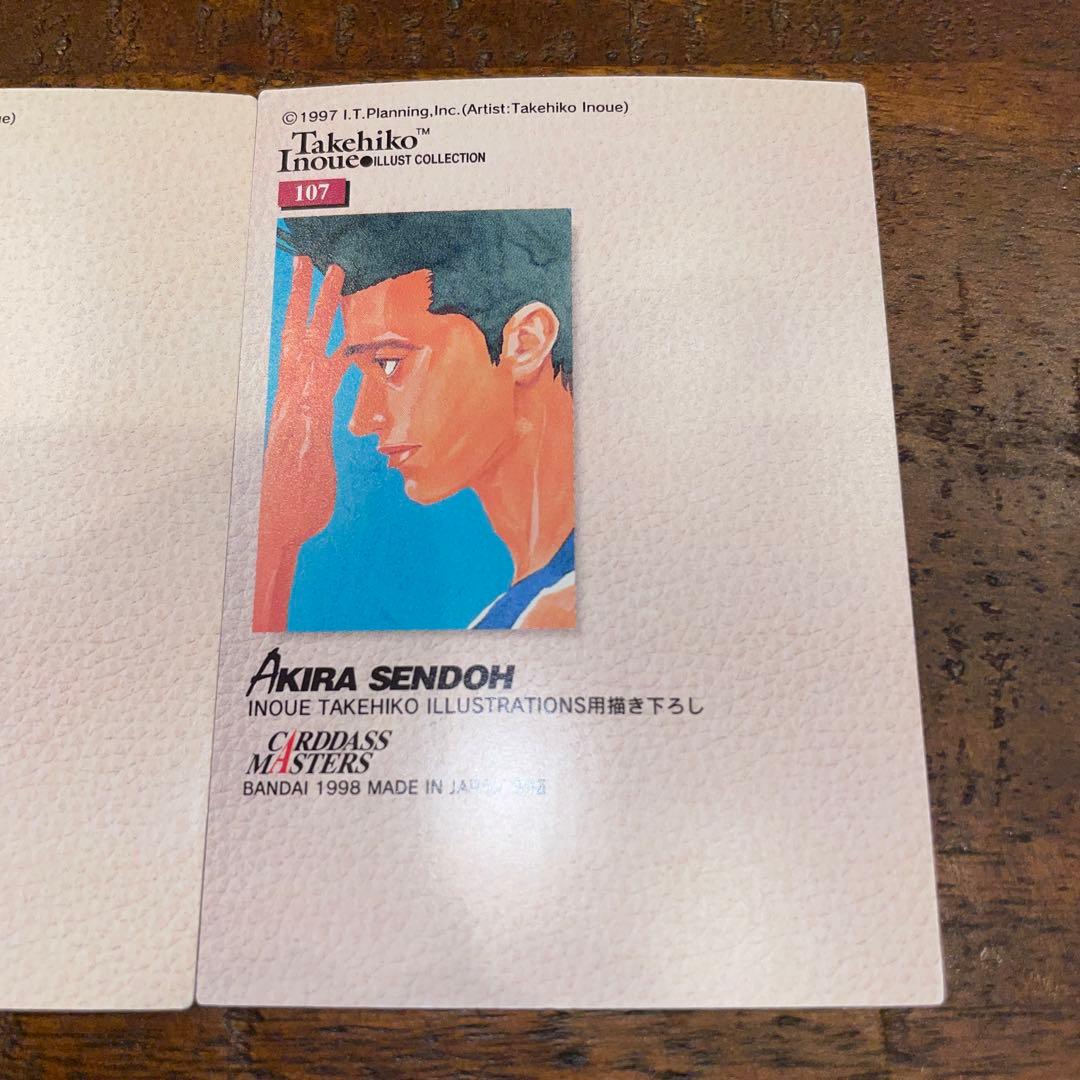 ue)
©1997 I.T.Planning,Inc.(Artist:Takehiko Inoue)
Takehiko™
Inoue●ILLUST COLLECTION
107
AKIRA SENDOH
INOUE TAKEHIKO ILLUSTRATIONS用描き下ろし
CARDDASS
MASTERS
BANDAI 1998 MADE IN JAPAN